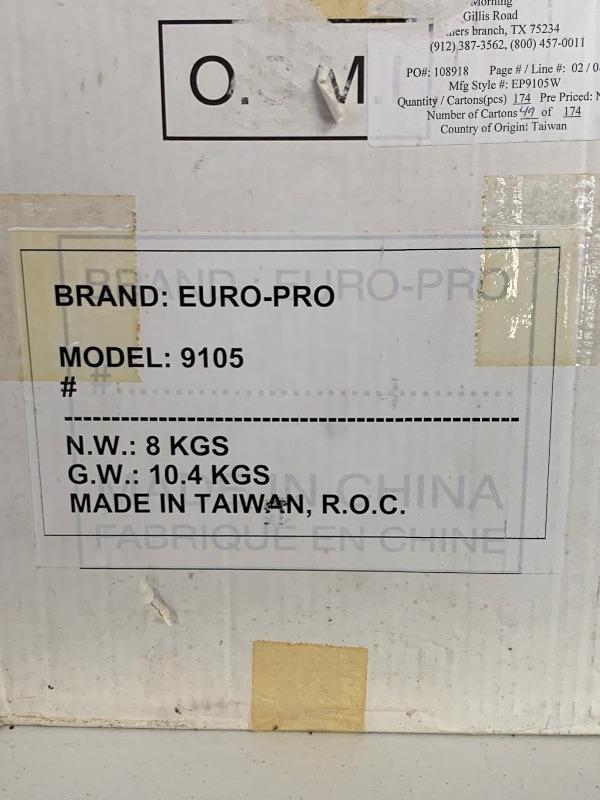 Morning
Gillis Road
branch, TX 75234
(912) 387-3562, (800) 457-0011
PO#: 108918 Page # / Line #: 02 / 0
Mfg Style #: EP9105W
Quantity / Cartons(pcs) 174 Pre Priced: N
Number of Cartons 49 of 174
Country of Origin: Taiwan
O. M.
BRAND: EURO-PRO
BRAND: EURO-PRO
MODEL: 9105
#
#
N.W.: 8 KGS
G.W.: 10.4 KGS
MADE IN CHINA
MADE IN TAIWAN, R.O.C.
FABRIQUE EN CHINE